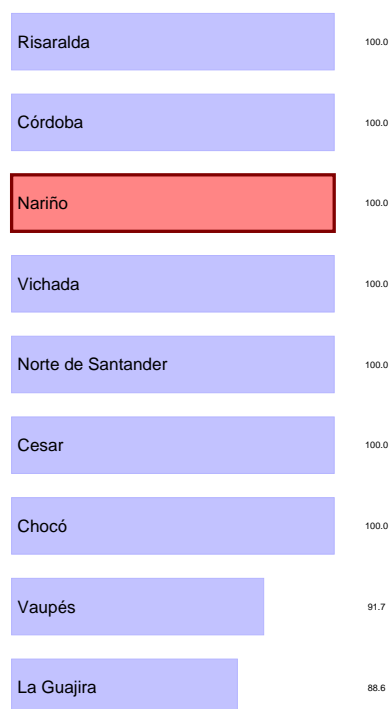 Risaralda 100.0
Córdoba 100.0
Nariño 100.0
Vichada 100.0
Norte de Santander 100.0
Cesar 100.0
Chocó 100.0
Vaupés 91.7
La Guajira 88.6